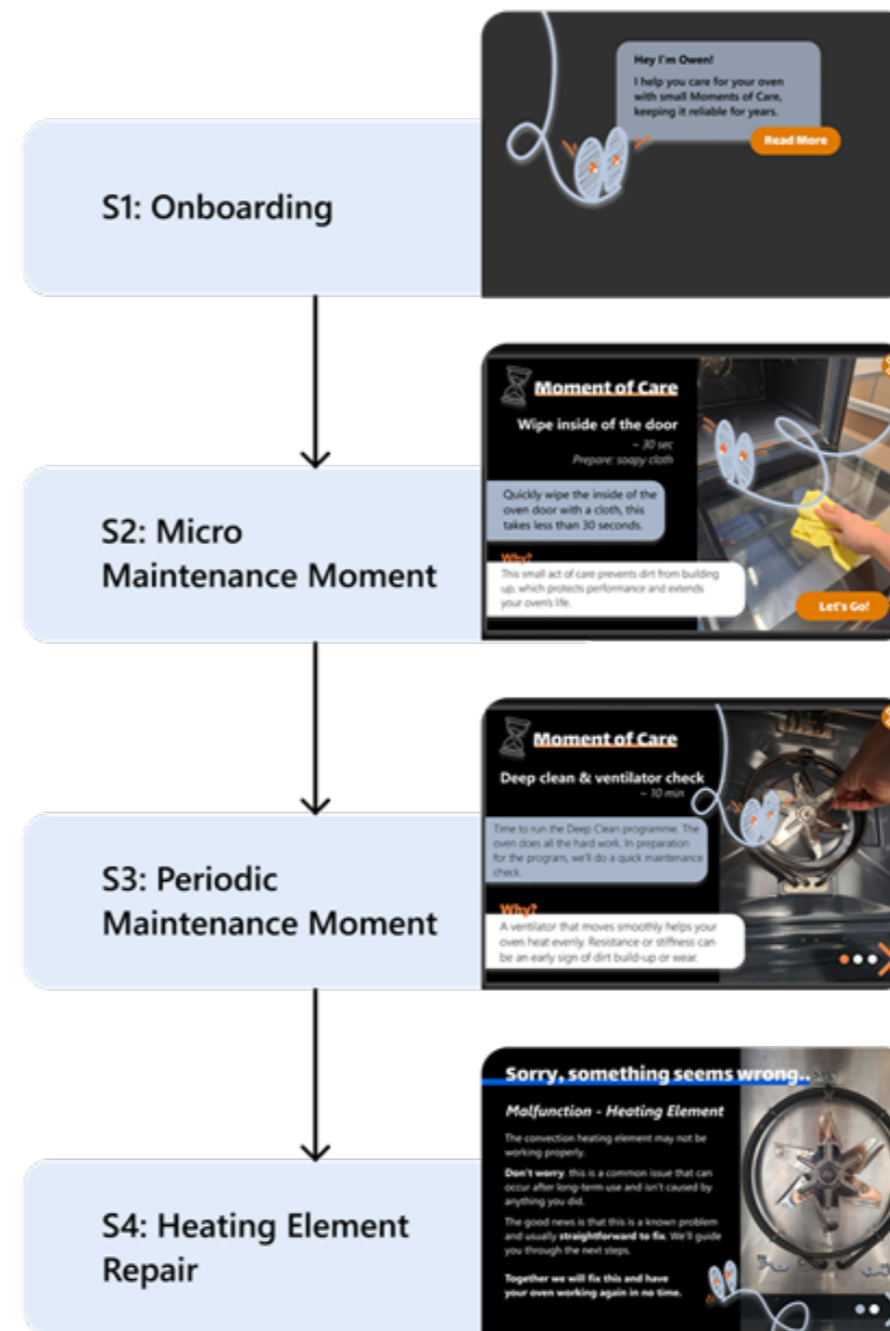 Hey I'm Owen!
I help you care for your oven
with small Moments of Care,
keeping it reliable for years.
Read More
S1: Onboarding
Moment of Care
Wipe inside of the door
~ 30 sec
Prepare: soapy cloth
Quickly wipe the inside of the
oven door with a cloth, this
takes less than 30 seconds.
Why?
This small act of care prevents dirt from building
up, which protects performance and extends
your oven's life.
Let's Go!
S2: Micro
Maintenance Moment
Moment of Care
Deep clean & ventilator check
~ 10 min
Time to run the Deep Clean programme. The
oven does all the hard work. In preparation
for the program, we'll do a quick maintenance
check.
Why?
A ventilator that moves smoothly helps your
oven heat evenly. Resistance or stiffness can
be an early sign of dirt build-up or wear.
S3: Periodic
Maintenance Moment
Sorry, something seems wrong..
Malfunction - Heating Element
The convection heating element may not be
working properly.
Don't worry, this is a common issue that can
occur after long-term use and isn't caused by
anything you did.
The good news is that this is a known problem
and usually straightforward to fix. We'll guide
you through the next steps.
Together we will fix this and have
your oven working again in no time.
S4: Heating Element
Repair